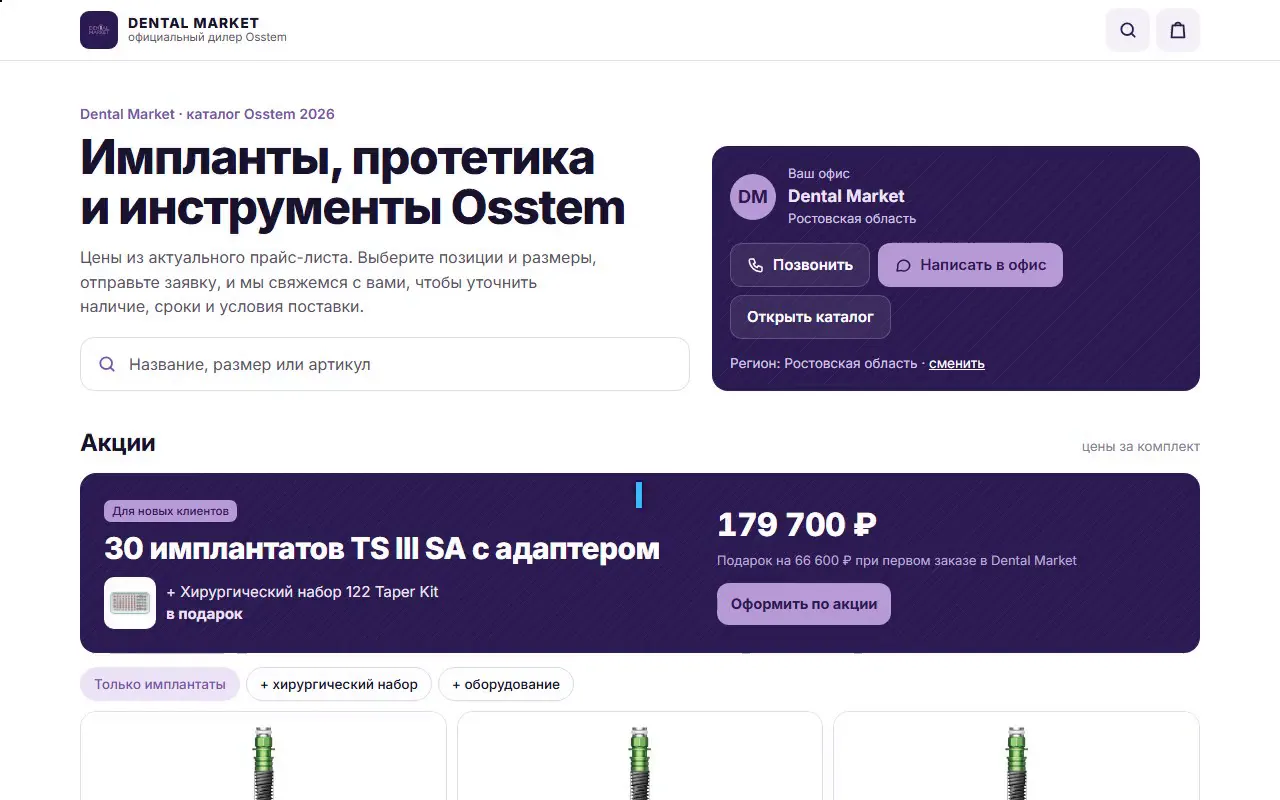 DENTAL MARKET
DENTAL MARKET
официальный дилер Osstem
Dental Market · каталог Osstem 2026
Импланты, протетика
и инструменты Osstem
Цены из актуального прайс-листа. Выберите позиции и размеры,
отправьте заявку, и мы свяжемся с вами, чтобы уточнить
наличие, сроки и условия поставки.
Название, размер или артикул
DM
Ваш офис
Dental Market
Ростовская область
Позвонить
Написать в офис
Открыть каталог
Регион: Ростовская область · сменить
Акции
цены за комплект
Для новых клиентов
30 имплантатов TS III SA с адаптером
+ Хирургический набор 122 Taper Kit
в подарок
179 700 ₽
Подарок на 66 600 ₽ при первом заказе в Dental Market
Оформить по акции
Только имплантаты
+ хирургический набор
+ оборудование